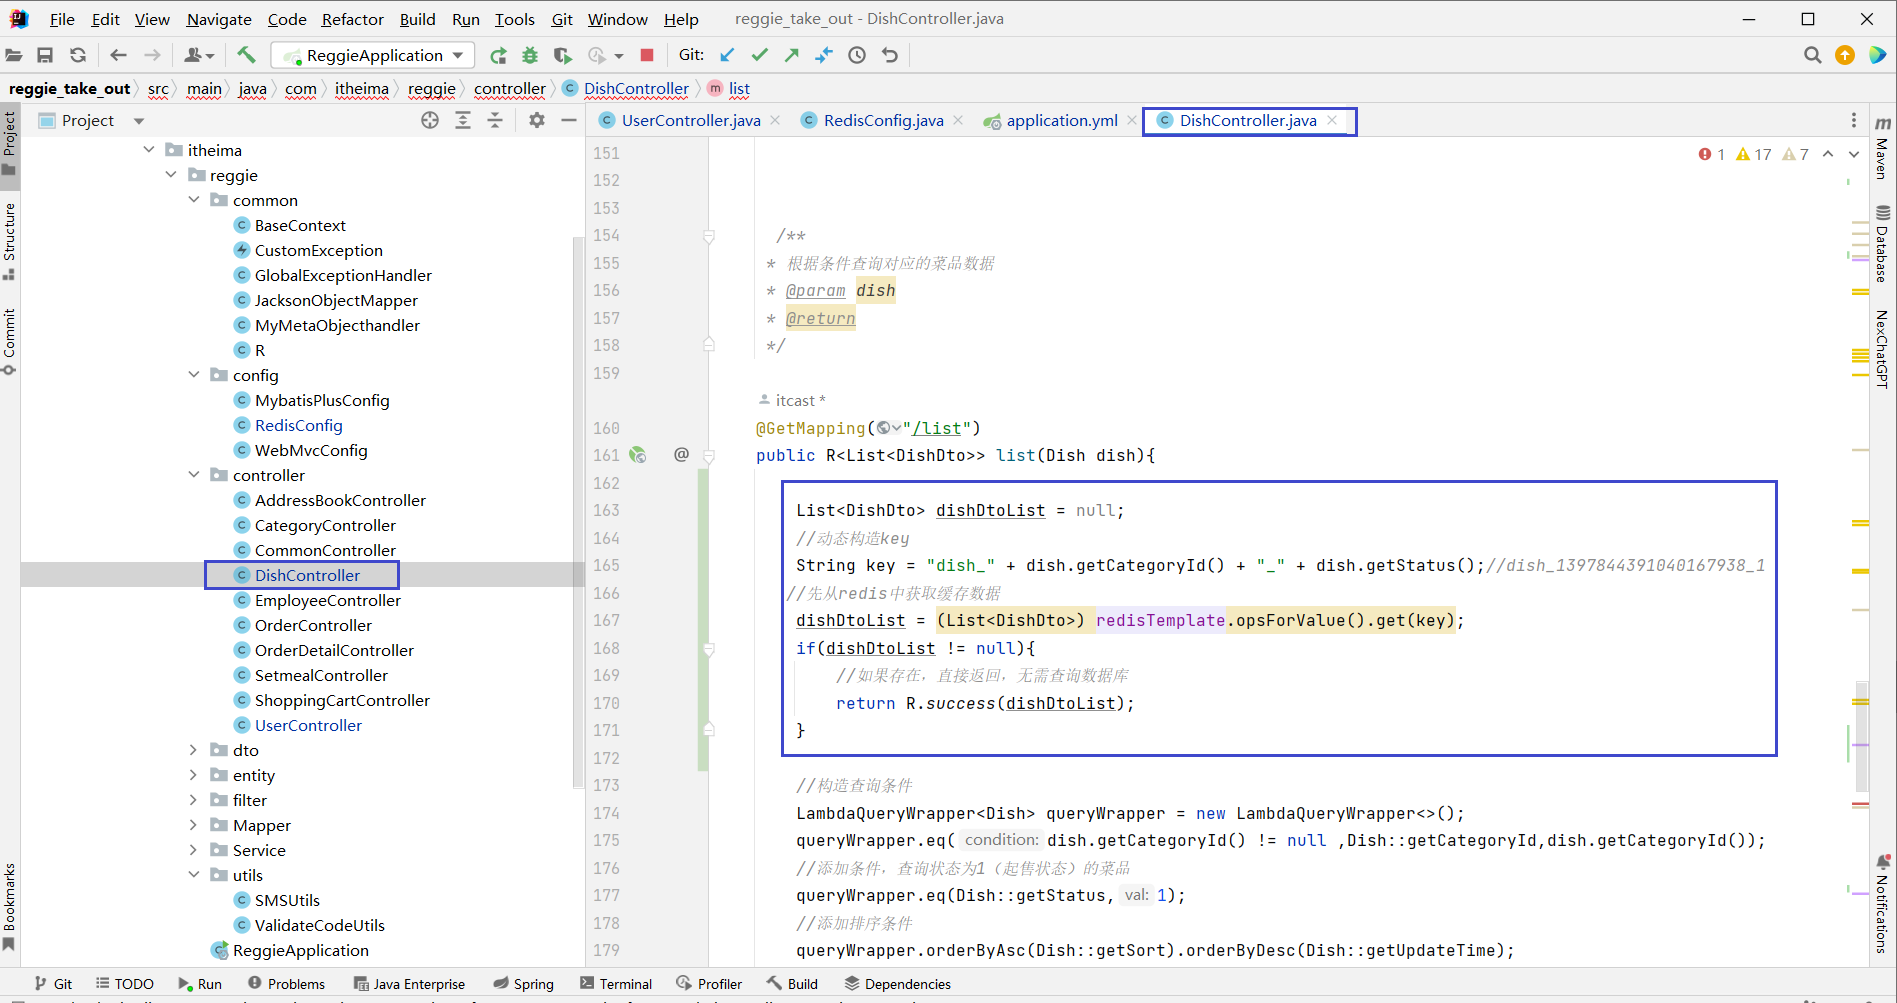 File Edit View Navigate Code Refactor Build Run Tools Git Window Help reggie_take_out - DishController.java
ReggieApplication Git:
reggie_take_out src main java com itheima reggie controller DishController list
Project
UserController.java RedisConfig.java application.yml DishController.java
1 17 7
Project
Structure
Commit
Bookmarks
itheima
reggie
common
BaseContext
CustomException
GlobalExceptionHandler
JacksonObjectMapper
MyMetaObjecthandler
R
config
MybatisPlusConfig
RedisConfig
WebMvcConfig
controller
AddressBookController
CategoryController
CommonController
DishController
EmployeeController
OrderController
OrderDetailController
SetmealController
ShoppingCartController
UserController
dto
entity
filter
Mapper
Service
utils
SMSUtils
ValidateCodeUtils
ReggieApplication
151
152
153
154 /**
155 * 根据条件查询对应的菜品数据
156 * @param dish
157 * @return
158 */
159
itcast *
160 @GetMapping("/list")
161 @ public R<List<DishDto>> list(Dish dish){
162
163 List<DishDto> dishDtoList = null;
164 //动态构造key
165 String key = "dish_" + dish.getCategoryId() + "_" + dish.getStatus();//dish_1397844391040167938_1
166 //先从redis中获取缓存数据
167 dishDtoList = (List<DishDto>) redisTemplate.opsForValue().get(key);
168 if(dishDtoList != null){
169 //如果存在，直接返回，无需查询数据库
170 return R.success(dishDtoList);
171 }
172
173 //构造查询条件
174 LambdaQueryWrapper<Dish> queryWrapper = new LambdaQueryWrapper<>();
175 queryWrapper.eq( condition: dish.getCategoryId() != null ,Dish::getCategoryId,dish.getCategoryId());
176 //添加条件，查询状态为1（起售状态）的菜品
177 queryWrapper.eq(Dish::getStatus, val: 1);
178 //添加排序条件
179 queryWrapper.orderByAsc(Dish::getSort).orderByDesc(Dish::getUpdateTime);
m Maven
Database
NexChatGPT
Notifications
Git TODO Run Problems Java Enterprise Spring Terminal Profiler Build Dependencies